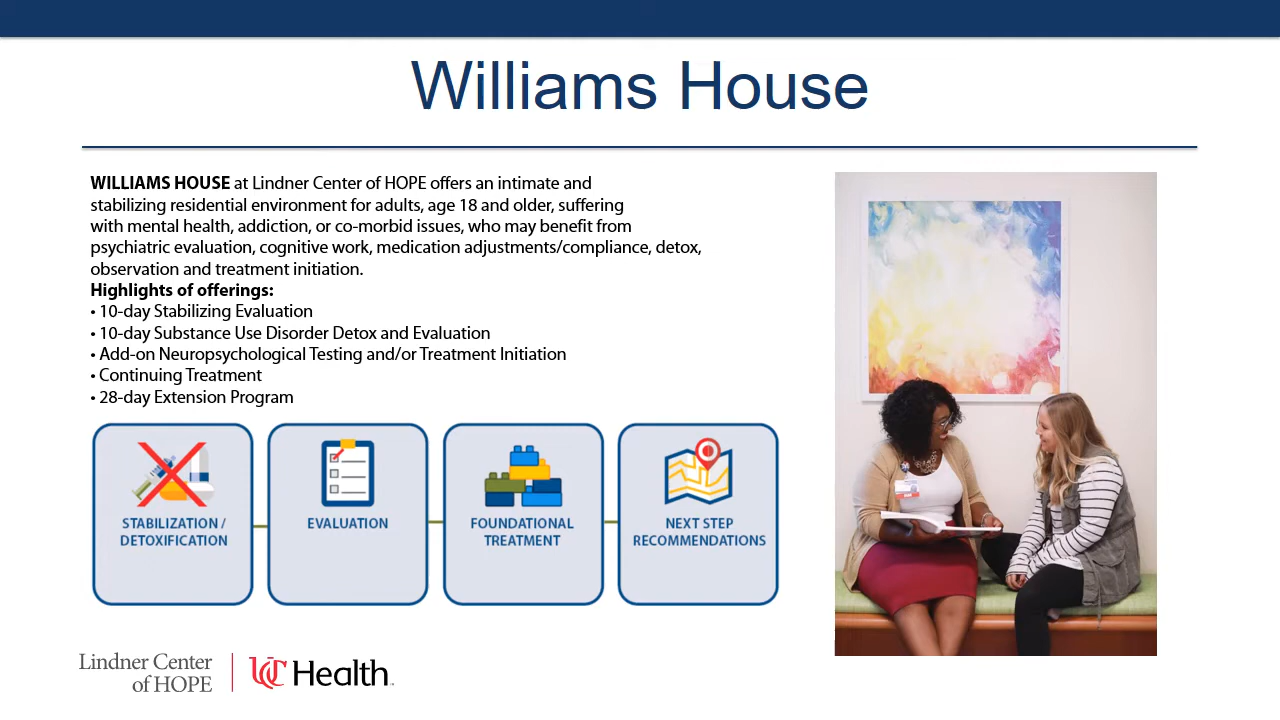 Williams House
WILLIAMS HOUSE at Lindner Center of HOPE offers an intimate and
stabilizing residential environment for adults, age 18 and older, suffering
with mental health, addiction, or co-morbid issues, who may benefit from
psychiatric evaluation, cognitive work, medication adjustments/compliance, detox,
observation and treatment initiation.
Highlights of offerings:
• 10-day Stabilizing Evaluation
• 10-day Substance Use Disorder Detox and Evaluation
• Add-on Neuropsychological Testing and/or Treatment Initiation
• Continuing Treatment
• 28-day Extension Program
STABILIZATION /
DETOXIFICATION
EVALUATION
FOUNDATIONAL
TREATMENT
NEXT STEP
RECOMMENDATIONS
Lindner Center
of HOPE
UC Health